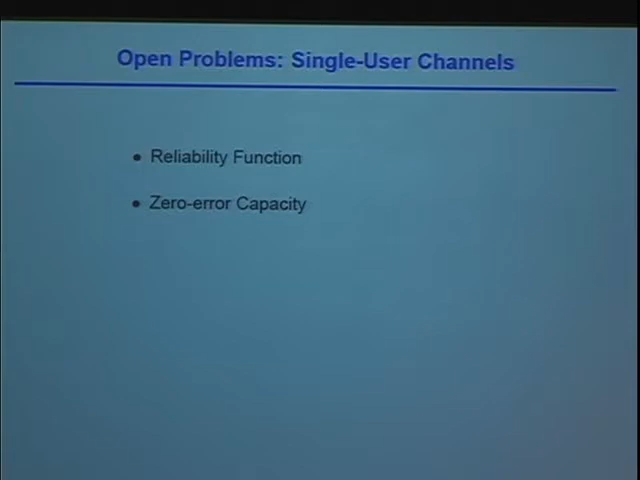 Open Problems: Single-User Channels
• Reliability Function
• Zero-error Capacity